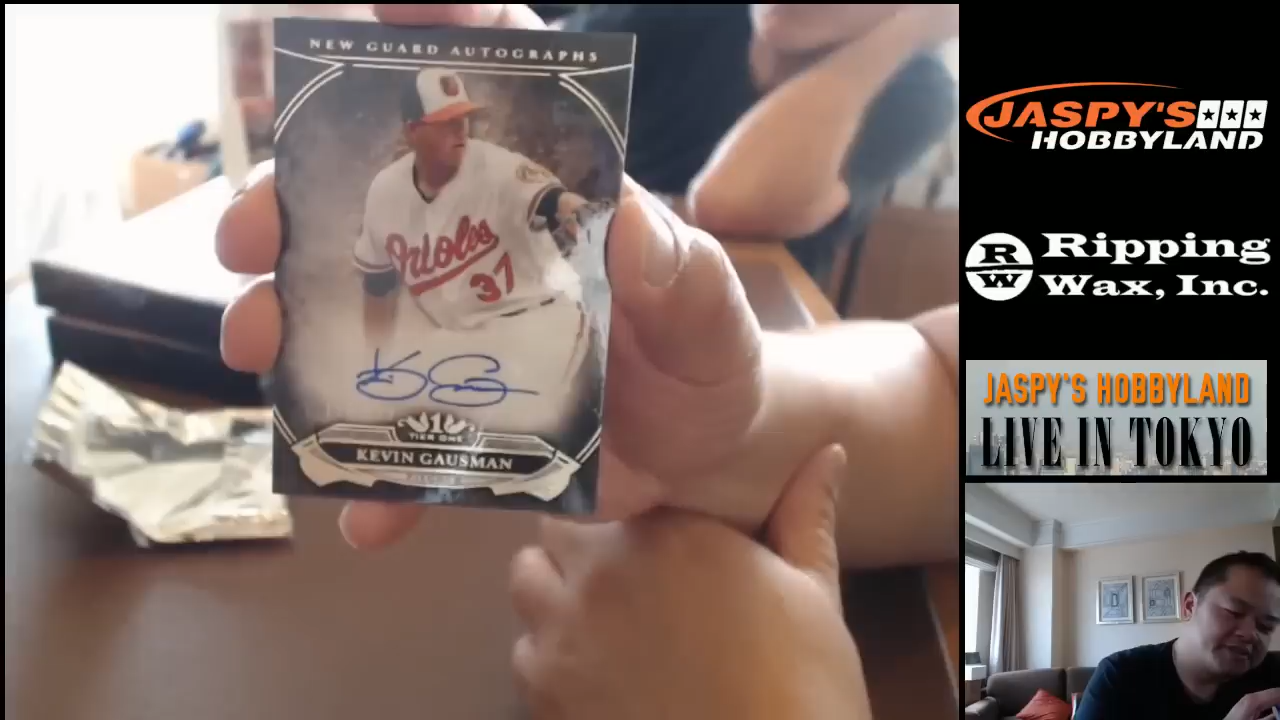 NEW GUARD AUTOGRAPHS
Orioles
37
1
TIER ONE
KEVIN GAUSMAN
JASPY'S
HOBBYLAND
R
W
Ripping
Wax, Inc.
JASPY'S HOBBYLAND
LIVE IN TOKYO